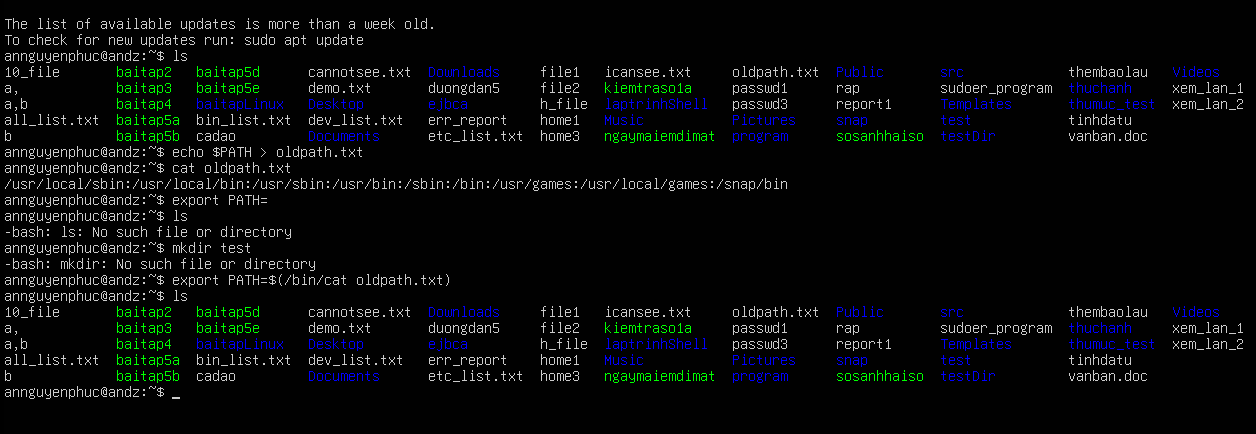 The list of available updates is more than a week old.
To check for new updates run: sudo apt update
annguyenphuc@andz:~$ ls
10_file baitap2 baitap5d cannotsee.txt Downloads file1 icansee.txt oldpath.txt Public src thembaolau Videos
a, baitap3 baitap5e demo.txt duongdan5 file2 kiemtraso1a passwd1 rap sudoer_program thuchanh xem_lan_1
a,b baitap4 baitapLinux Desktop ejbca h_file laptrinhShell passwd3 report1 Templates thumuc_test xem_lan_2
all_list.txt baitap5a bin_list.txt dev_list.txt err_report home1 Music Pictures snap test tinhdatu
b baitap5b cadao Documents etc_list.txt home3 ngaymaiemdimat program sosanhhaiso testDir vanban.doc
annguyenphuc@andz:~$ echo $PATH > oldpath.txt
annguyenphuc@andz:~$ cat oldpath.txt
/usr/local/sbin:/usr/local/bin:/usr/sbin:/usr/bin:/sbin:/bin:/usr/games:/usr/local/games:/snap/bin
annguyenphuc@andz:~$ export PATH=
annguyenphuc@andz:~$ ls
-bash: ls: No such file or directory
annguyenphuc@andz:~$ mkdir test
-bash: mkdir: No such file or directory
annguyenphuc@andz:~$ export PATH=$(/bin/cat oldpath.txt)
annguyenphuc@andz:~$ ls
10_file baitap2 baitap5d cannotsee.txt Downloads file1 icansee.txt oldpath.txt Public src thembaolau Videos
a, baitap3 baitap5e demo.txt duongdan5 file2 kiemtraso1a passwd1 rap sudoer_program thuchanh xem_lan_1
a,b baitap4 baitapLinux Desktop ejbca h_file laptrinhShell passwd3 report1 Templates thumuc_test xem_lan_2
all_list.txt baitap5a bin_list.txt dev_list.txt err_report home1 Music Pictures snap test tinhdatu
b baitap5b cadao Documents etc_list.txt home3 ngaymaiemdimat program sosanhhaiso testDir vanban.doc
annguyenphuc@andz:~$ _